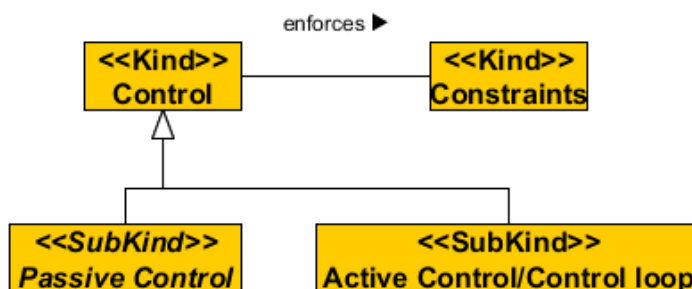 enforces ►
<<Kind>>
Control
<<Kind>>
Constraints
<<SubKind>>
Passive Control
<<SubKind>>
Active Control/Control loop